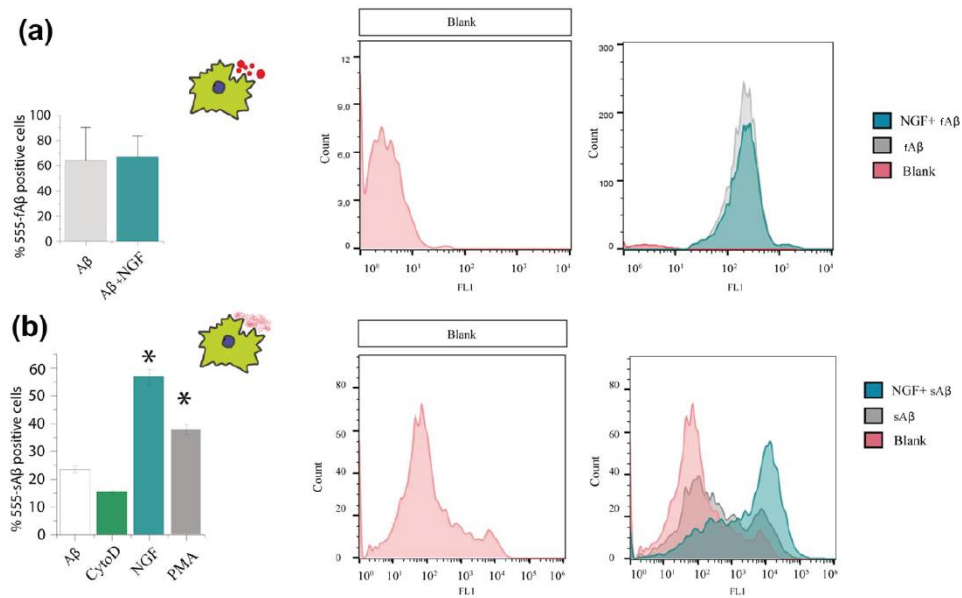 (a)
% 555-fAβ positive cells
100
80
60
40
20
0
Aβ
Aβ+NGF
Blank
Count
12
9,0
6,0
3,0
0
10⁰ 10¹ 10² 10³ 10⁴
FL1
Count
300
200
100
0
10⁰ 10¹ 10² 10³ 10⁴
FL1
NGF+ fAβ
fAβ
Blank
(b)
% 555-sAβ positive cells
60
50
40
30
20
10
0
*
*
Aβ
CytoD
NGF
PMA
Blank
Count
80
60
40
20
0
10⁰ 10¹ 10² 10³ 10⁴ 10⁵ 10⁶
FL1
Count
80
60
40
20
0
10⁰ 10¹ 10² 10³ 10⁴ 10⁵ 10⁶
FL1
NGF+ sAβ
sAβ
Blank